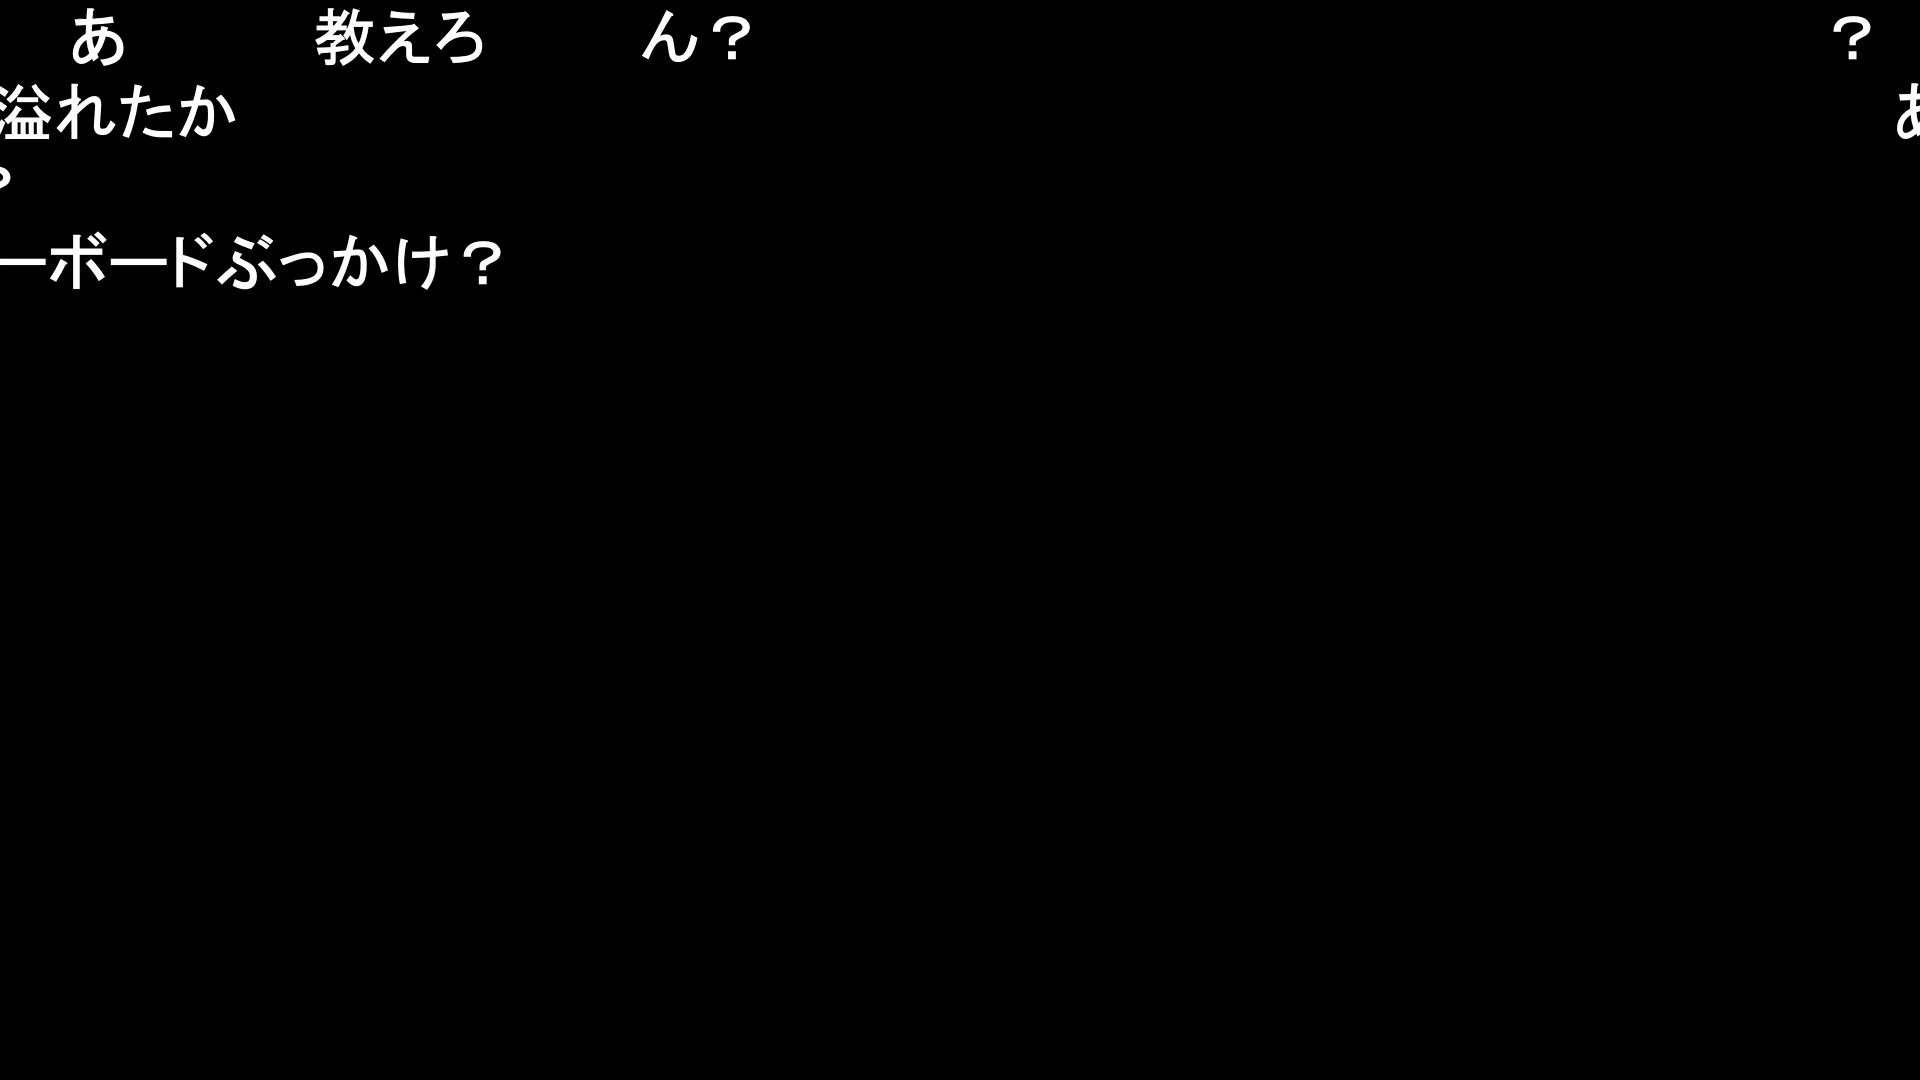 あ 教えろ ん？ ？
溢れたか あ
？
ーボードぶっかけ？